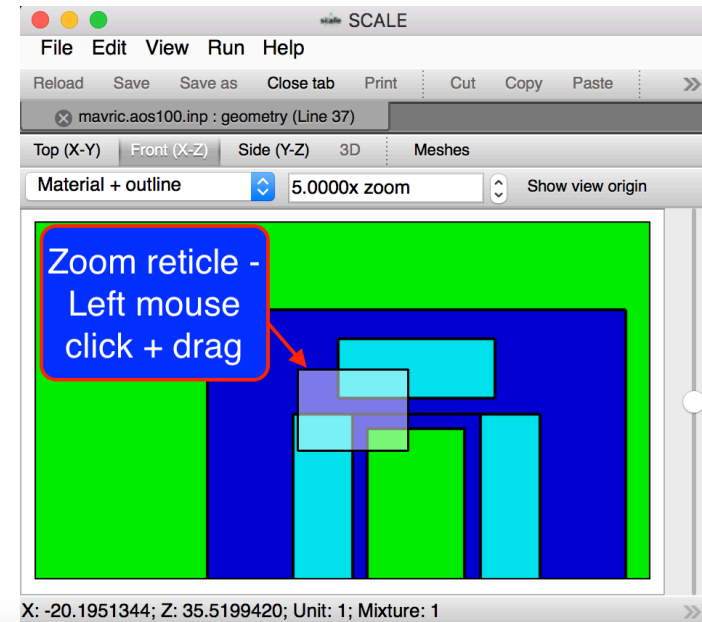 scale SCALE
File Edit View Run Help
Reload Save Save as Close tab Print Cut Copy Paste »
mavric.aos100.inp : geometry (Line 37)
Top (X-Y) Front (X-Z) Side (Y-Z) 3D Meshes
Material + outline 5.0000x zoom Show view origin
Zoom reticle -
Left mouse
click + drag
X: -20.1951344; Z: 35.5199420; Unit: 1; Mixture: 1 »